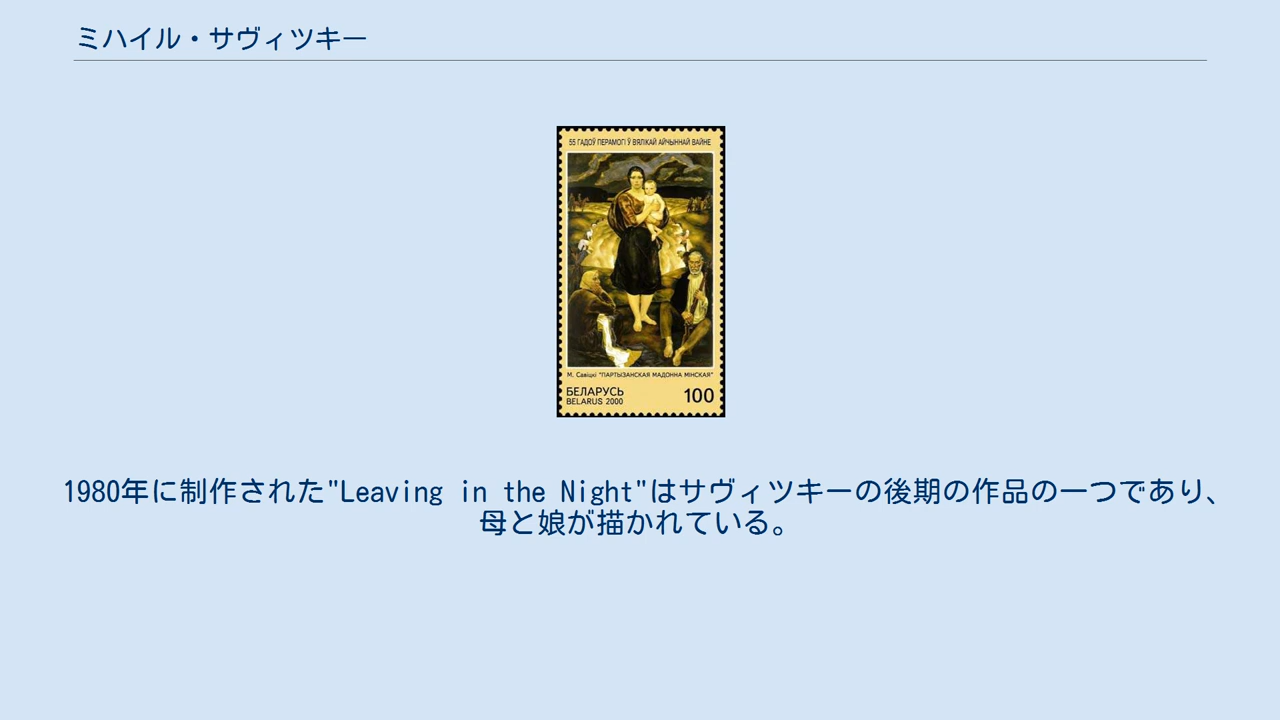 ミハイル・サヴィツキー
55 ГАДОЎ ПЕРАМОГІ Ў ВЯЛІКАЙ АЙЧЫННАЙ ВАЙНЕ
М. Савіцкі "ПАРТЫЗАНСКАЯ МАДОННА МІНСКАЯ"
БЕЛАРУСЬ
BELARUS 2000
100
1980年に制作された"Leaving in the Night"はサヴィツキーの後期の作品の一つであり、
母と娘が描かれている。